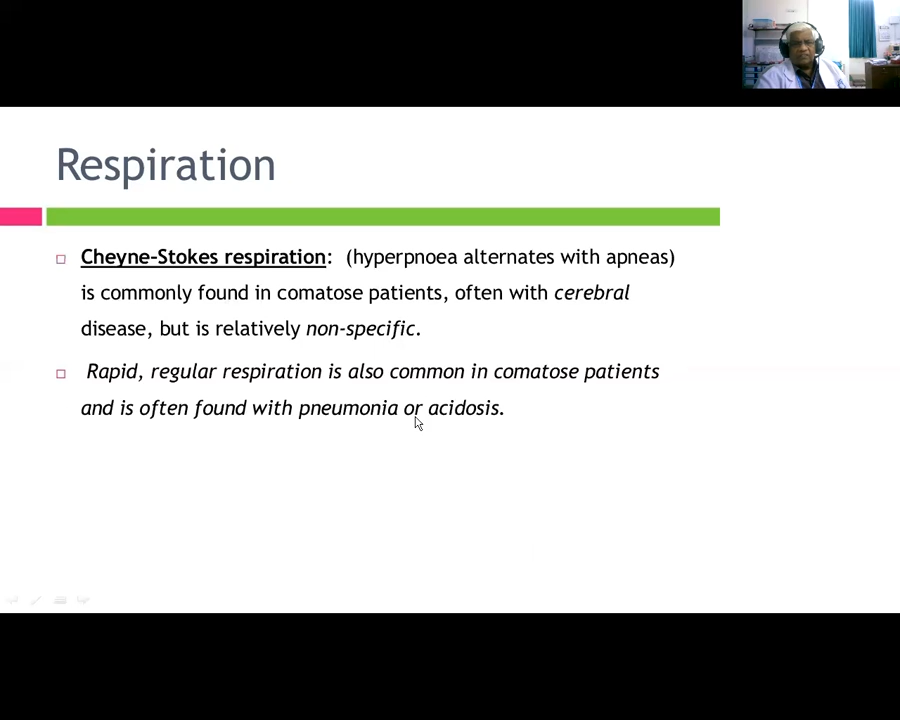 Respiration
Cheyne-Stokes respiration: (hyperpnoea alternates with apneas)
is commonly found in comatose patients, often with cerebral
disease, but is relatively non-specific.
Rapid, regular respiration is also common in comatose patients
and is often found with pneumonia or acidosis.